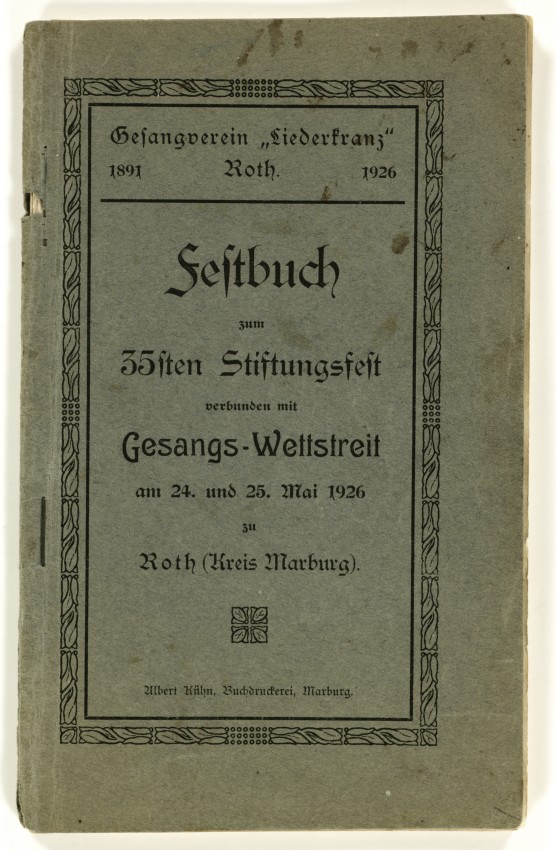 Gesangverein „Liederkranz“
1891 Roth. 1926
Festbuch
zum
35sten Stiftungsfest
verbunden mit
Gesangs-Wettstreit
am 24. und 25. Mai 1926
zu
Roth (Kreis Marburg).
Albert Kühn, Buchdruckerei, Marburg.